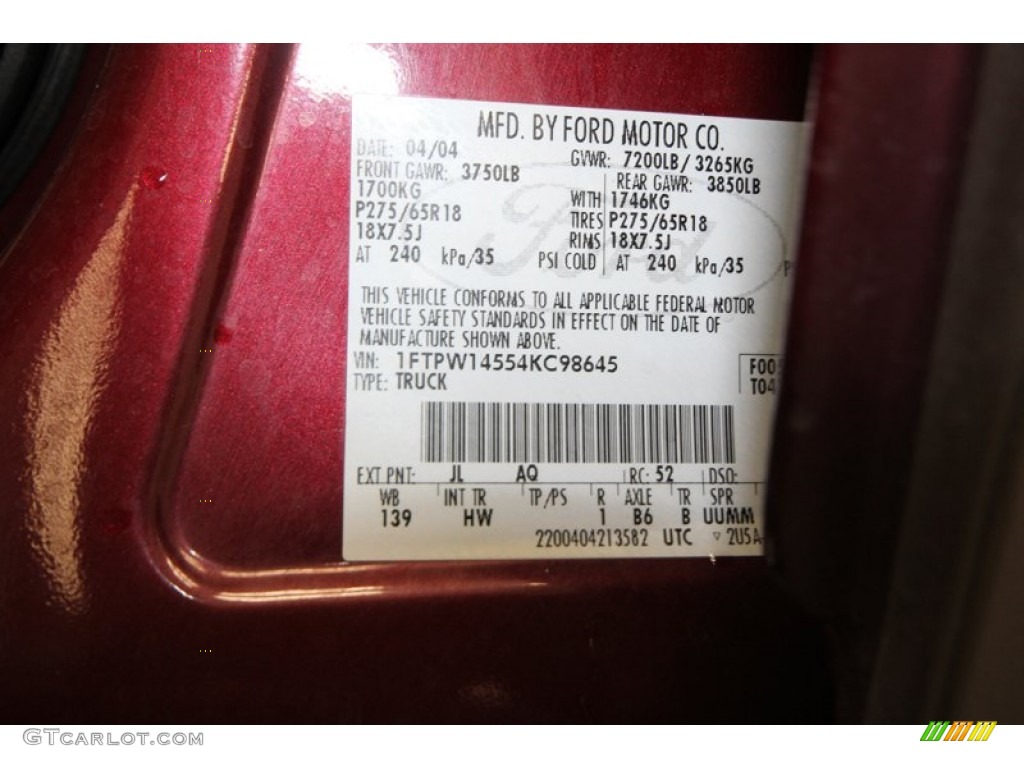 MFD. BY FORD MOTOR CO.
DATE: 04/04 GVWR: 7200LB/ 3265KG
FRONT GAWR: 3750LB REAR GAWR: 3850LB
1700KG WITH 1746KG
P275/65R18 TIRES P275/65R18
18X7.5J RIMS 18X7.5J
AT 240 kPa/35 PSI COLD AT 240 kPa/35 P
Ford
THIS VEHICLE CONFORMS TO ALL APPLICABLE FEDERAL MOTOR
VEHICLE SAFETY STANDARDS IN EFFECT ON THE DATE OF
MANUFACTURE SHOWN ABOVE.
VIN: 1FTPW14554KC98645
TYPE: TRUCK
F00
T04
EXT PNT: JL AQ RC: 52 DSO:
WB INT TR TP/PS R AXLE TR SPR
139 HW 1 B6 B UUMM
2200404213582 UTC ▿ 2U5A
GTcarlot.com